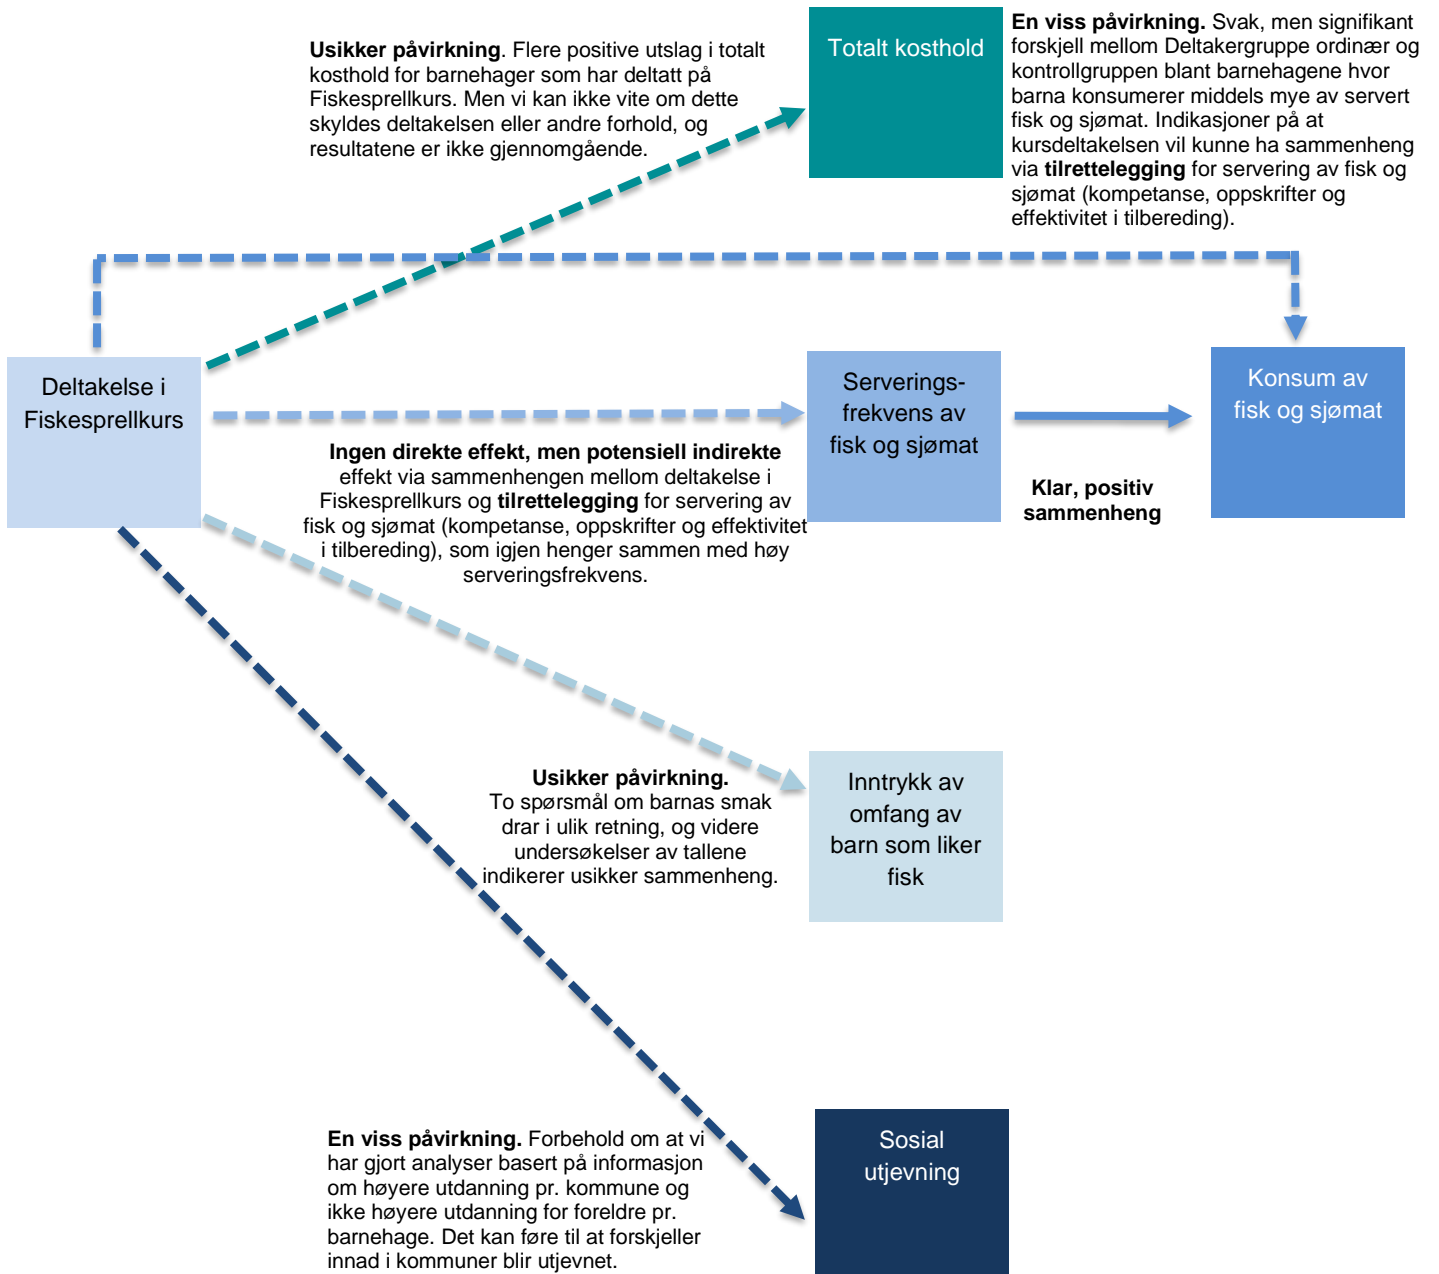 Usikker påvirkning. Flere positive utslag i totalt
kosthold for barnehager som har deltatt på
Fiskesprellkurs. Men vi kan ikke vite om dette
skyldes deltakelsen eller andre forhold, og
resultatene er ikke gjennomgående.
Totalt kosthold
En viss påvirkning. Svak, men signifikant
forskjell mellom Deltakergruppe ordinær og
kontrollgruppen blant barnehagene hvor
barna konsumerer middels mye av servert
fisk og sjømat. Indikasjoner på at
kursdeltakelsen vil kunne ha sammenheng
via tilrettelegging for servering av fisk og
sjømat (kompetanse, oppskrifter og
effektivitet i tilbereding).
Deltakelse i
Fiskesprellkurs
Serverings-
frekvens av
fisk og sjømat
Konsum av
fisk og sjømat
Ingen direkte effekt, men potensiell indirekte
effekt via sammenhengen mellom deltakelse i
Fiskesprellkurs og tilrettelegging for servering av
fisk og sjømat (kompetanse, oppskrifter og effektivitet
i tilbereding), som igjen henger sammen med høy
serveringsfrekvens.
Klar, positiv
sammenheng
Usikker påvirkning.
To spørsmål om barnas smak
drar i ulik retning, og videre
undersøkelser av tallene
indikerer usikker sammenheng.
Inntrykk av
omfang av
barn som liker
fisk
En viss påvirkning. Forbehold om at vi
har gjort analyser basert på informasjon
om høyere utdanning pr. kommune og
ikke høyere utdanning for foreldre pr.
barnehage. Det kan føre til at forskjeller
innad i kommuner blir utjevnet.
Sosial
utjevning